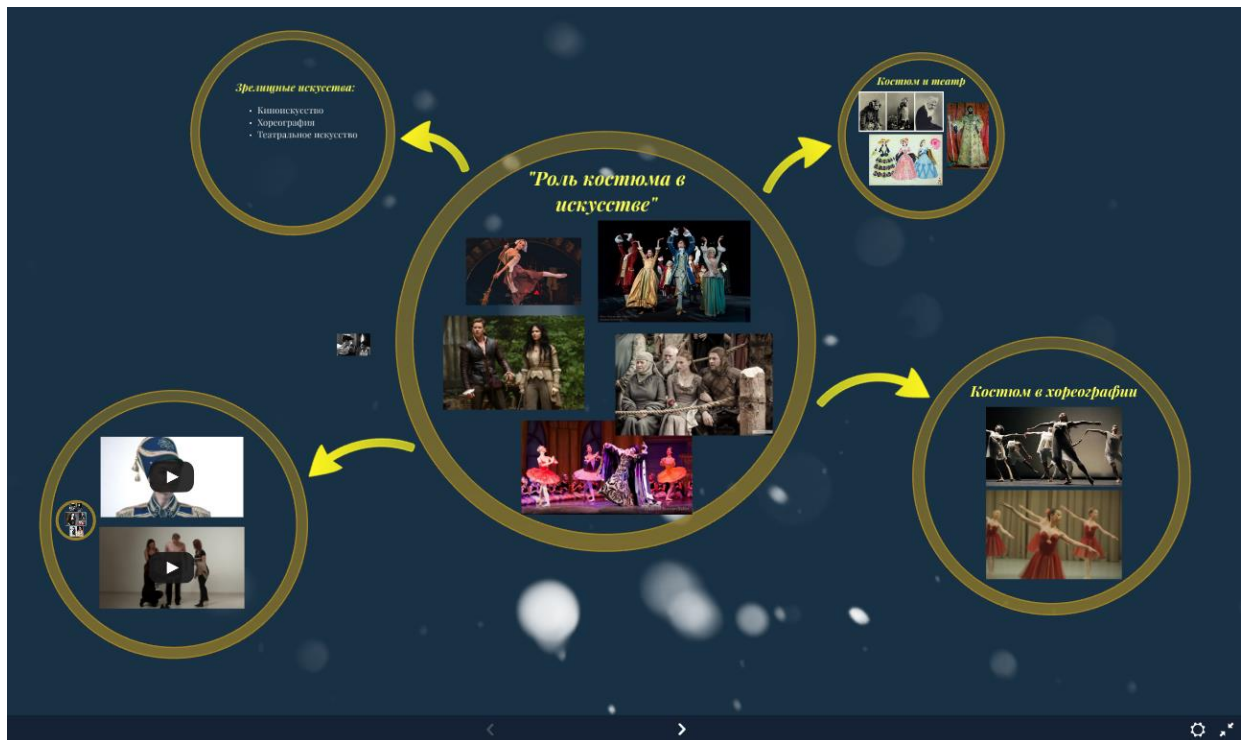 Зрелищные искусства:
• Киноискусство
• Хореография
• Театральное искусство
"Роль костюма в
искусстве"
Костюм и театр
Костюм в хореографии